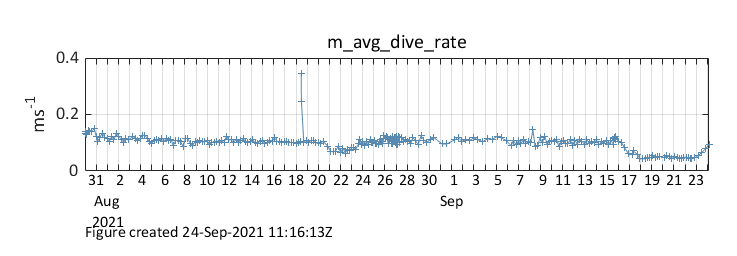 m_avg_dive_rate
0.4
0.2
0
ms-1
31 2 4 6 8 10 12 14 16 18 20 22 24 26 28 30 1 3 5 7 9 11 13 15 17 19 21 23
Aug Sep
2021
Figure created 24-Sep-2021 11:16:13Z